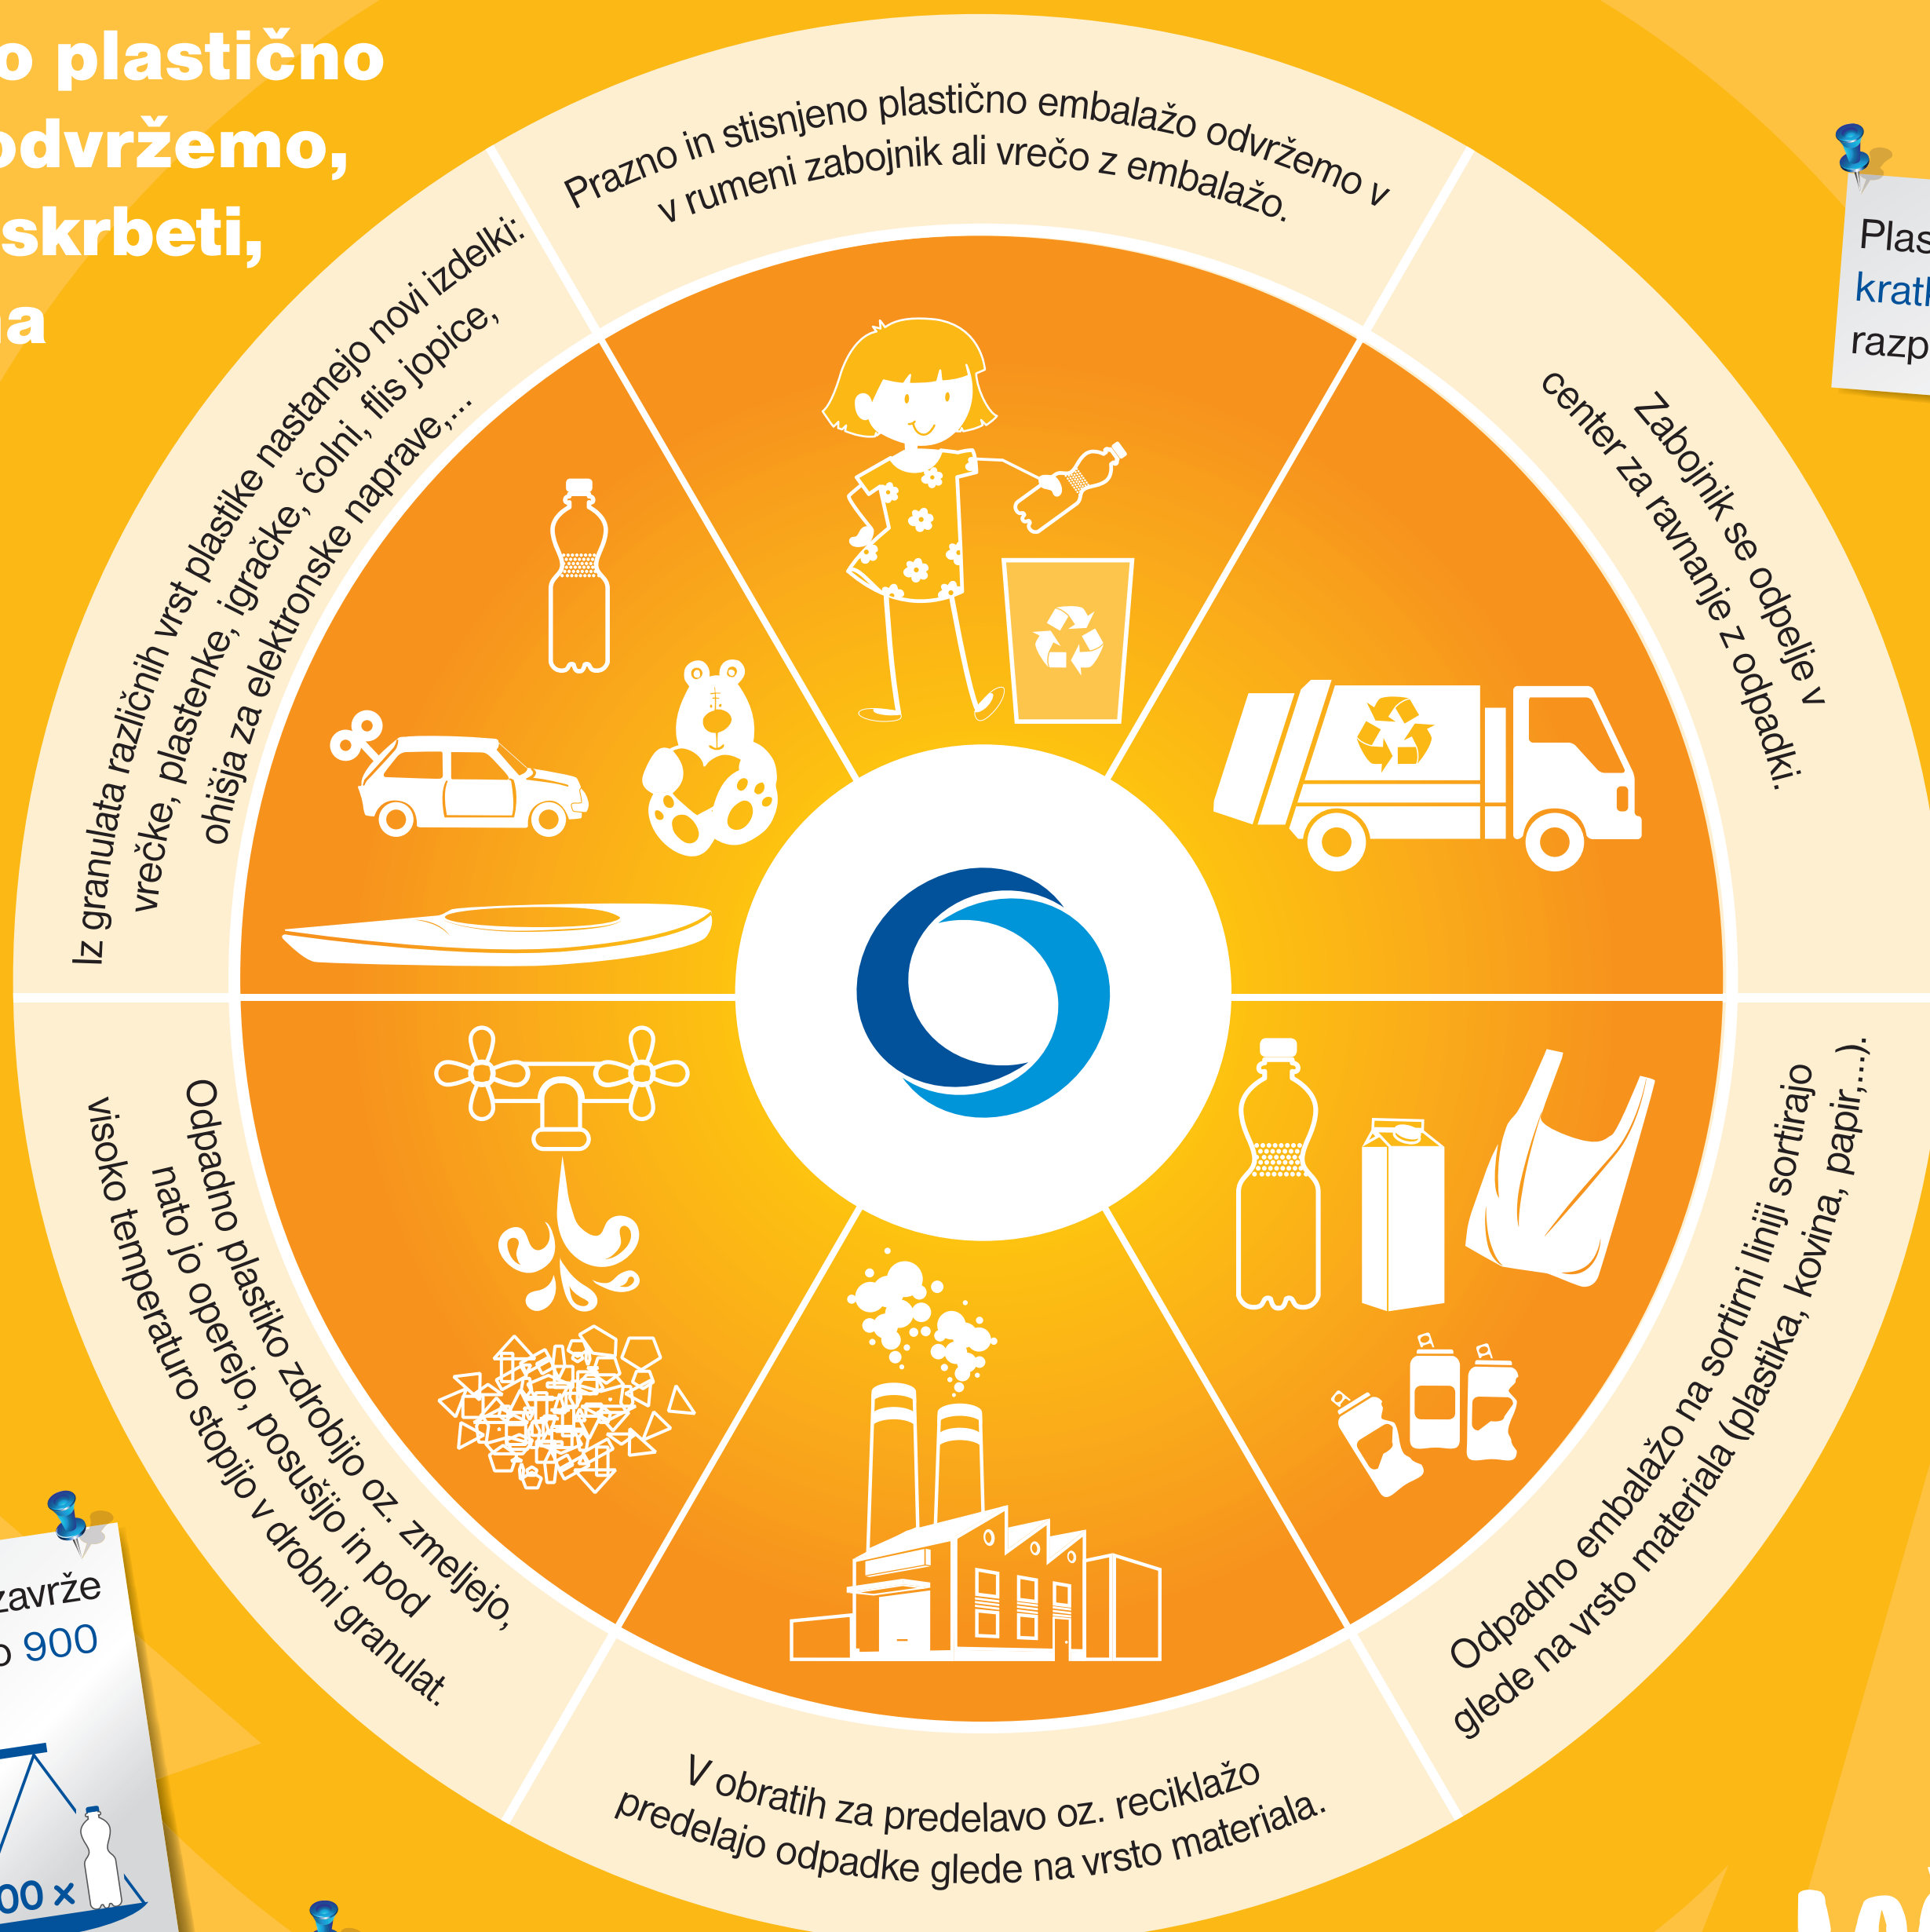 o plastično
odvržemo,
skrbeti,
na
Prazno in stisnjeno plastično embalažo odvržemo v
v rumeni zabojnik ali vrečo z embalažo.
Zabojnik se odpelje v
center za ravnanje z odpadki.
Odpadno embalažo na sortirni liniji sortirajo
glede na vrsto materiala (plastika, kovina, papir,...).
V obratih za predelavo oz. reciklažo
predelajo odpadke glede na vrsto materiala.
Odpadno plastiko zdrobijo oz. zmeljejo,
nato jo operejo, posušijo in pod
visoko temperaturo stopijo v drobni granulat.
Iz granulata različnih vrst plastike nastanejo novi izdelki:
vrečke, plastenke, igračke, čolni, flis jopice,
ohišja za elektronske naprave,...
Plas
krat
razp
zavrže
o 900
00 x